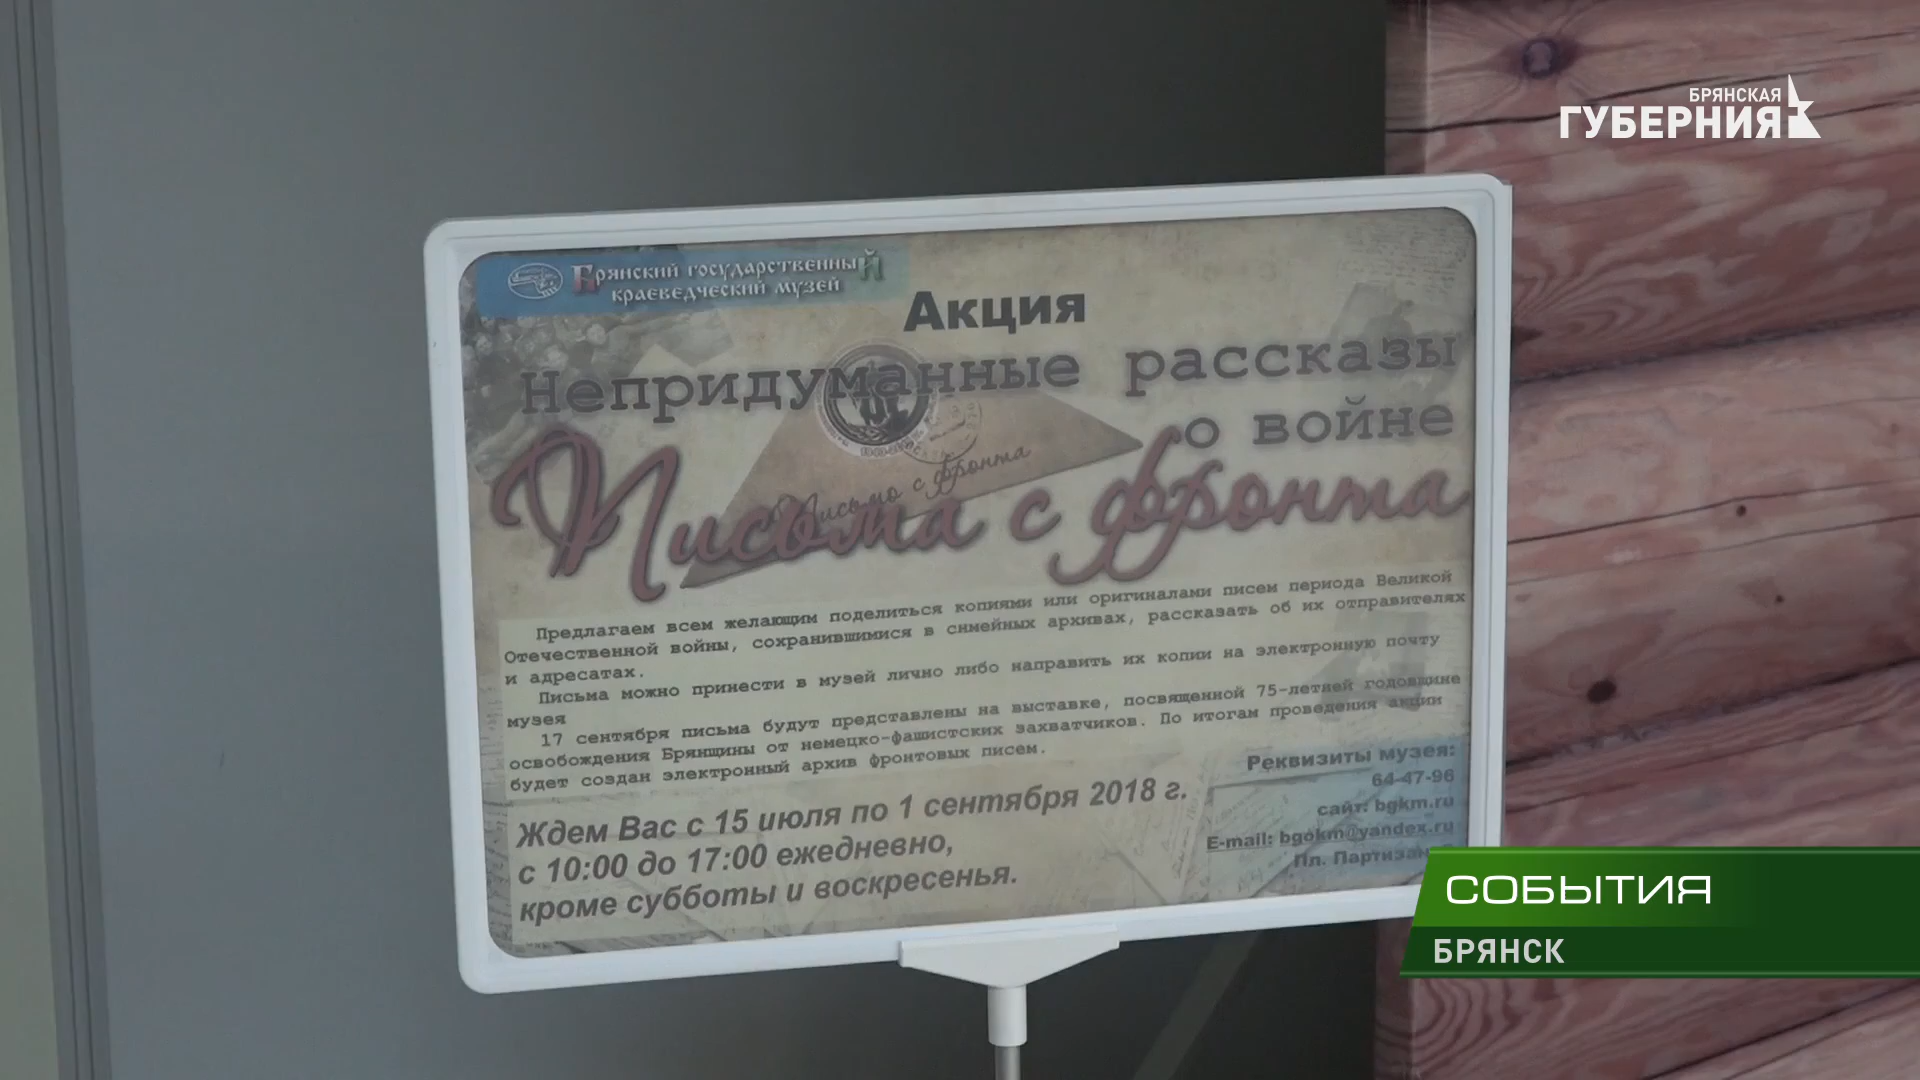 БРЯНСКАЯ
ГУБЕРНИЯ
Брянский государственный
краеведческий музей
Акция
Непридуманные рассказы
о войне
Письмо с фронта
Письма с фронта
Предлагаем всем желающим поделиться копиями или оригиналами писем периода Великой
Отечественной войны, сохранившимися в симейных архивах, рассказать об их отправителях
и адресатах.
Письма можно принести в музей лично либо направить их копии на электронную почту
музея
17 сентября письма будут представлены на выставке, посвященной 75-летней годовщине
освобождения Брянщины от немецко-фашистских захватчиков. По итогам проведения акции
будет создан электронный архив фронтовых писем.
Ждем Вас с 15 июля по 1 сентября 2018 г.
с 10:00 до 17:00 ежедневно,
кроме субботы и воскресенья.
Реквизиты музея:
64-47-96
сайт: bgkm.ru
E-mail: bgokm@yandex.ru
Пл. Партизан
СОБЫТИЯ
БРЯНСК